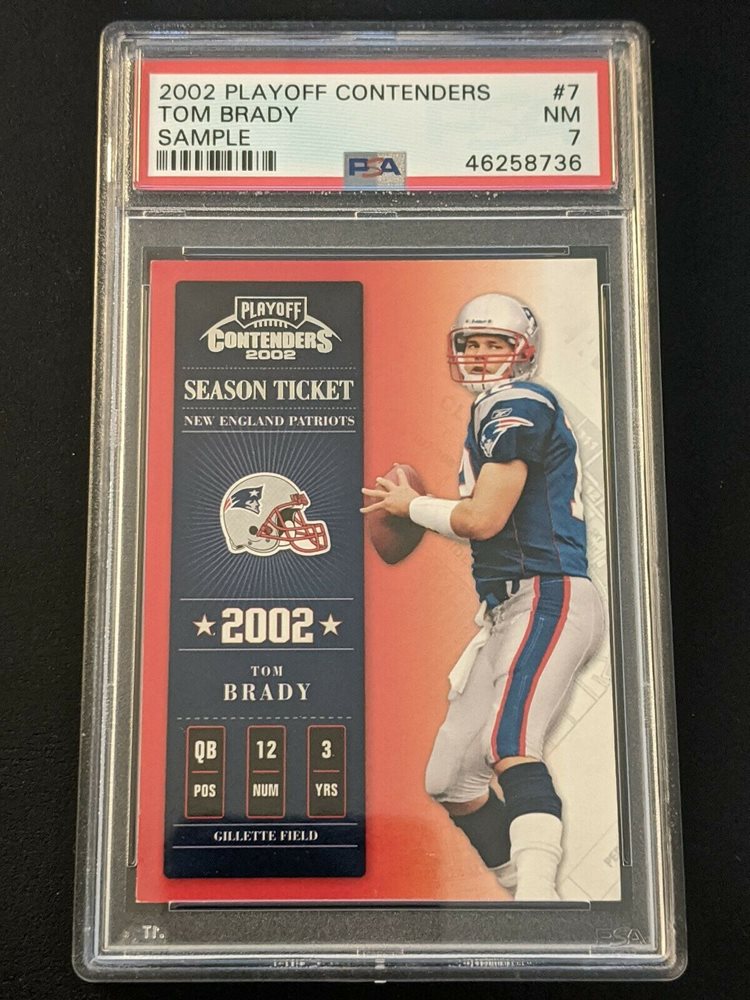 2002 PLAYOFF CONTENDERS #7
TOM BRADY NM
SAMPLE 7
PSA 46258736
PLAYOFF
CONTENDERS
2002
SEASON TICKET
NEW ENGLAND PATRIOTS
2002
TOM
BRADY
QB 12 3
POS NUM YRS
GILLETTE FIELD
PSA